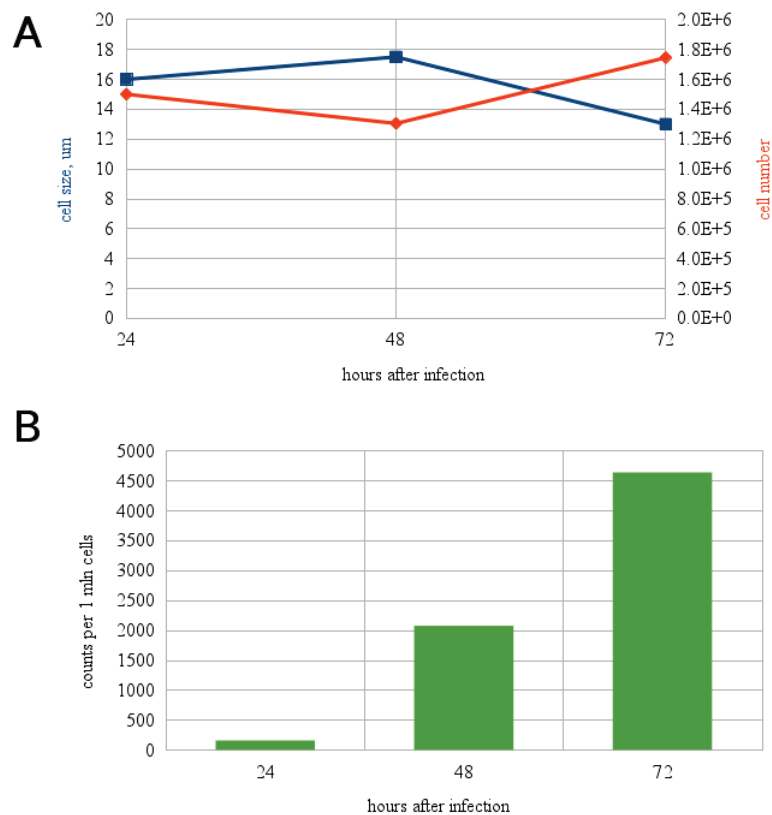 A
20
18
16
14
12
10
8
6
4
2
0
cell size, um
2.0E+6
1.8E+6
1.6E+6
1.4E+6
1.2E+6
1.0E+6
8.0E+5
6.0E+5
4.0E+5
2.0E+5
0.0E+0
cell number
24 48 72
hours after infection
B
5000
4500
4000
3500
3000
2500
2000
1500
1000
500
0
counts per 1 mln cells
24 48 72
hours after infection